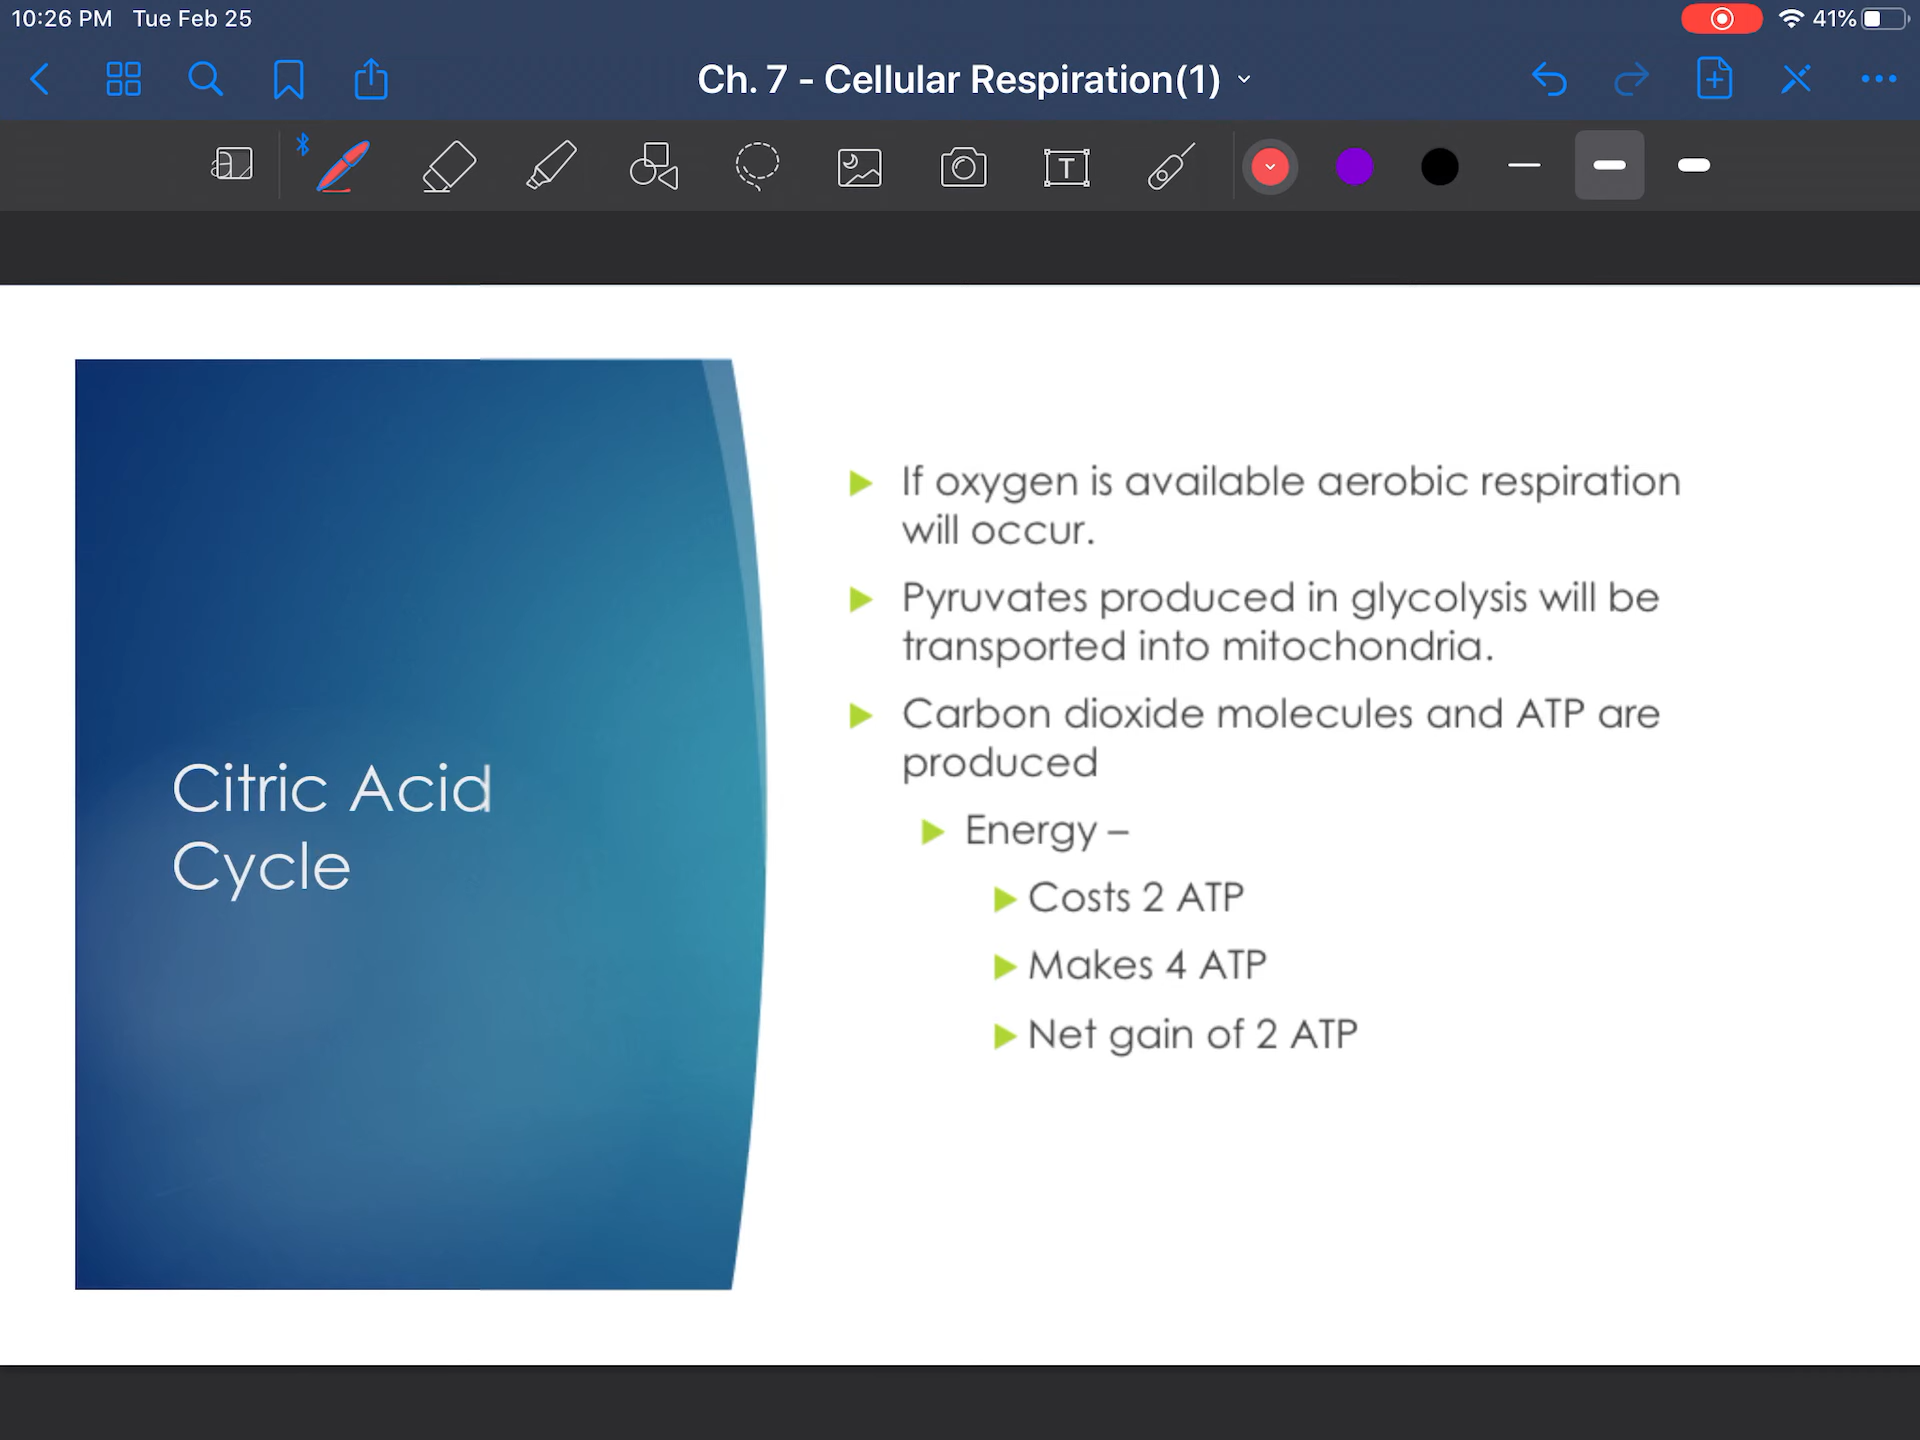 10:26 PM Tue Feb 25
41%
Ch. 7 - Cellular Respiration(1)
Citric Acid
Cycle
If oxygen is available aerobic respiration
will occur.
Pyruvates produced in glycolysis will be
transported into mitochondria.
Carbon dioxide molecules and ATP are
produced
Energy –
Costs 2 ATP
Makes 4 ATP
Net gain of 2 ATP